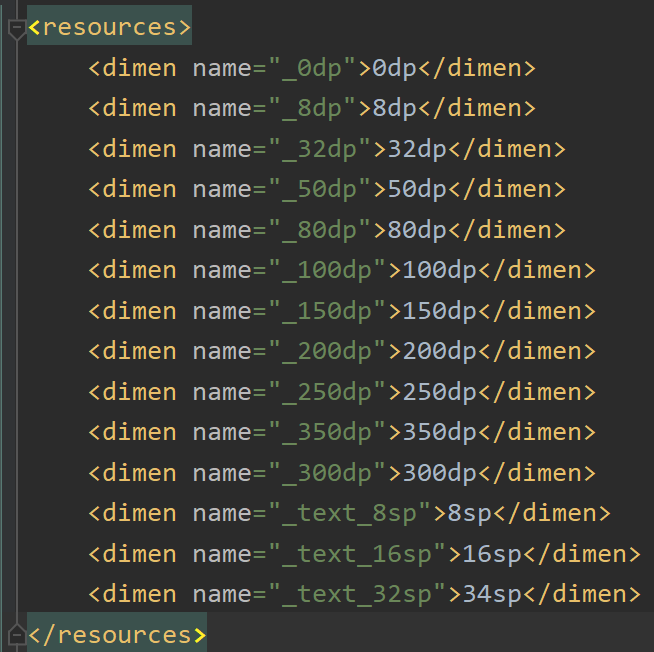 <resources>
    <dimen name="_0dp">0dp</dimen>
    <dimen name="_8dp">8dp</dimen>
    <dimen name="_32dp">32dp</dimen>
    <dimen name="_50dp">50dp</dimen>
    <dimen name="_80dp">80dp</dimen>
    <dimen name="_100dp">100dp</dimen>
    <dimen name="_150dp">150dp</dimen>
    <dimen name="_200dp">200dp</dimen>
    <dimen name="_250dp">250dp</dimen>
    <dimen name="_350dp">350dp</dimen>
    <dimen name="_300dp">300dp</dimen>
    <dimen name="_text_8sp">8sp</dimen>
    <dimen name="_text_16sp">16sp</dimen>
    <dimen name="_text_32sp">34sp</dimen>
</resources>